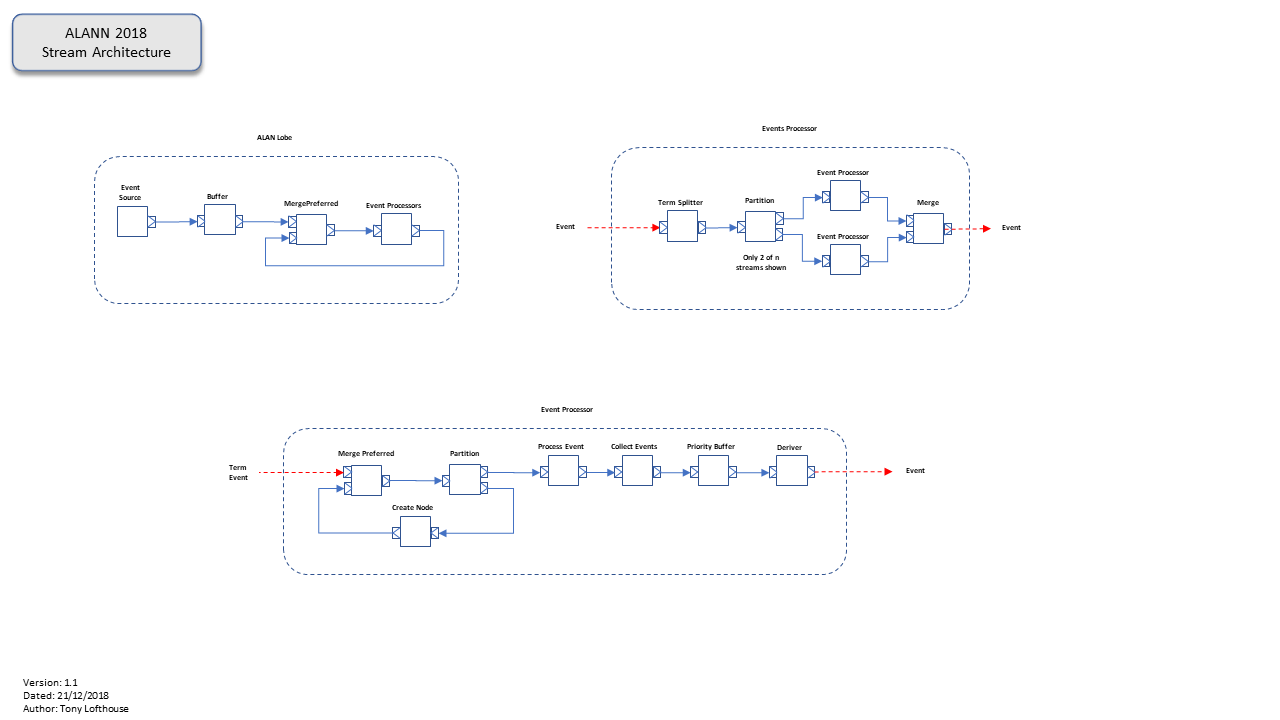 ALANN 2018
Stream Architecture
ALAN Lobe
Event
Source
Buffer
MergePreferred
Event Processors
Events Processor
Event
Term Splitter
Partition
Only 2 of n
streams shown
Event Processor
Event Processor
Merge
Event
Event Processor
Term
Event
Merge Preferred
Partition
Create Node
Process Event
Collect Events
Priority Buffer
Deriver
Event
Version: 1.1
Dated: 21/12/2018
Author: Tony Lofthouse